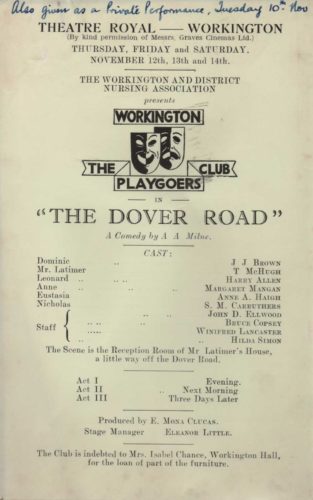 Also given as a Private Performance, Tuesday 10th Nov
THEATRE ROYAL — WORKINGTON
(By kind permission of Messrs. Graves Cinemas Ltd.)
THURSDAY, FRIDAY and SATURDAY,
NOVEMBER 12th, 13th and 14th.
THE WORKINGTON AND DISTRICT
NURSING ASSOCIATION
presents
WORKINGTON
THE CLUB
PLAYGOERS
IN
"THE DOVER ROAD"
A Comedy by A A Milne.
CAST:
Dominic .. J J BROWN
Mr. Latimer T MCHUGH
Leonard .. .. HARRY ALLEN
Anne .. .. MARGARET MANGAN
Eustasia .. ANNE A. HAIGH
Nicholas S. M. CARRUTHERS
Staff { .. .. JOHN D. ELLWOOD
.. .. BRUCE COPSEY
.. .. WINIFRED LANCASTER
.. .. HILDA SIMON
The Scene is the Reception Room of Mr Latimer's House,
a little way off the Dover Road.
Act I Evening.
Act II .. Next Morning
Act III Three Days Later
Produced by E. MONA CLUCAS.
Stage Manager ELEANOR LITTLE.
The Club is indebted to Mrs. Isabel Chance, Workington Hall,
for the loan of part of the furniture.